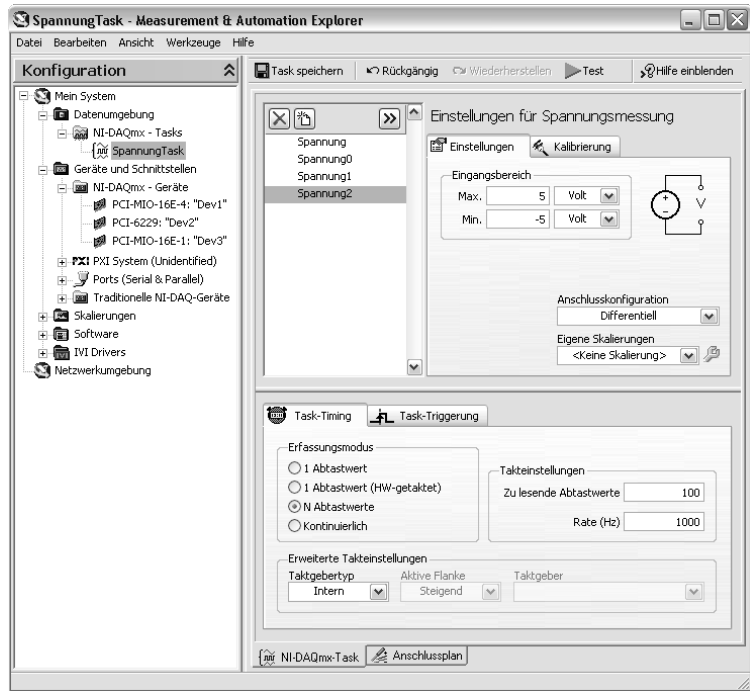 SpannungTask - Measurement & Automation Explorer
Datei Bearbeiten Ansicht Werkzeuge Hilfe
Konfiguration
Mein System
Datenumgebung
NI-DAQmx - Tasks
SpannungTask
Geräte und Schnittstellen
NI-DAQmx - Geräte
PCI-MIO-16E-4: "Dev1"
PCI-6229: "Dev2"
PCI-MIO-16E-1: "Dev3"
PXI PXI System (Unidentified)
Ports (Serial & Parallel)
Traditionelle NI-DAQ-Geräte
Skalierungen
Software
IVI Drivers
Netzwerkumgebung
Task speichern Rückgängig Wiederherstellen Test Hilfe einblenden
Spannung
Spannung0
Spannung1
Spannung2
Einstellungen für Spannungsmessung
Einstellungen Kalibrierung
Eingangsbereich
Max. 5 Volt
Min. -5 Volt
V
Anschlusskonfiguration
Differentiell
Eigene Skalierungen
<Keine Skalierung>
Task-Timing Task-Triggerung
Erfassungsmodus
1 Abtastwert
1 Abtastwert (HW-getaktet)
N Abtastwerte
Kontinuierlich
Takteinstellungen
Zu lesende Abtastwerte 100
Rate (Hz) 1000
Erweiterte Takteinstellungen
Taktgebertyp Aktive Flanke Taktgeber
Intern Steigend
NI-DAQmx-Task Anschlussplan